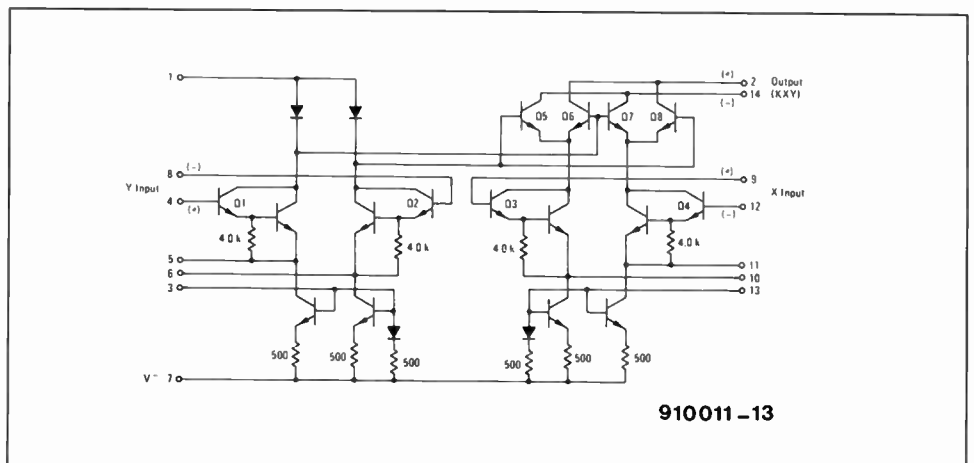 1
(+)
2 Output
14 (KXY)
(-)
Q5 Q6 Q7 Q8
8 (-)
(+) 9
Y Input
X Input
4 (+)
Q1 Q2 Q3 Q4
(-) 12
4.0 k 4.0 k 4.0 k 4.0 k
5
11
6
10
3
13
500 500 500 500 500 500
V- 7
910011-13